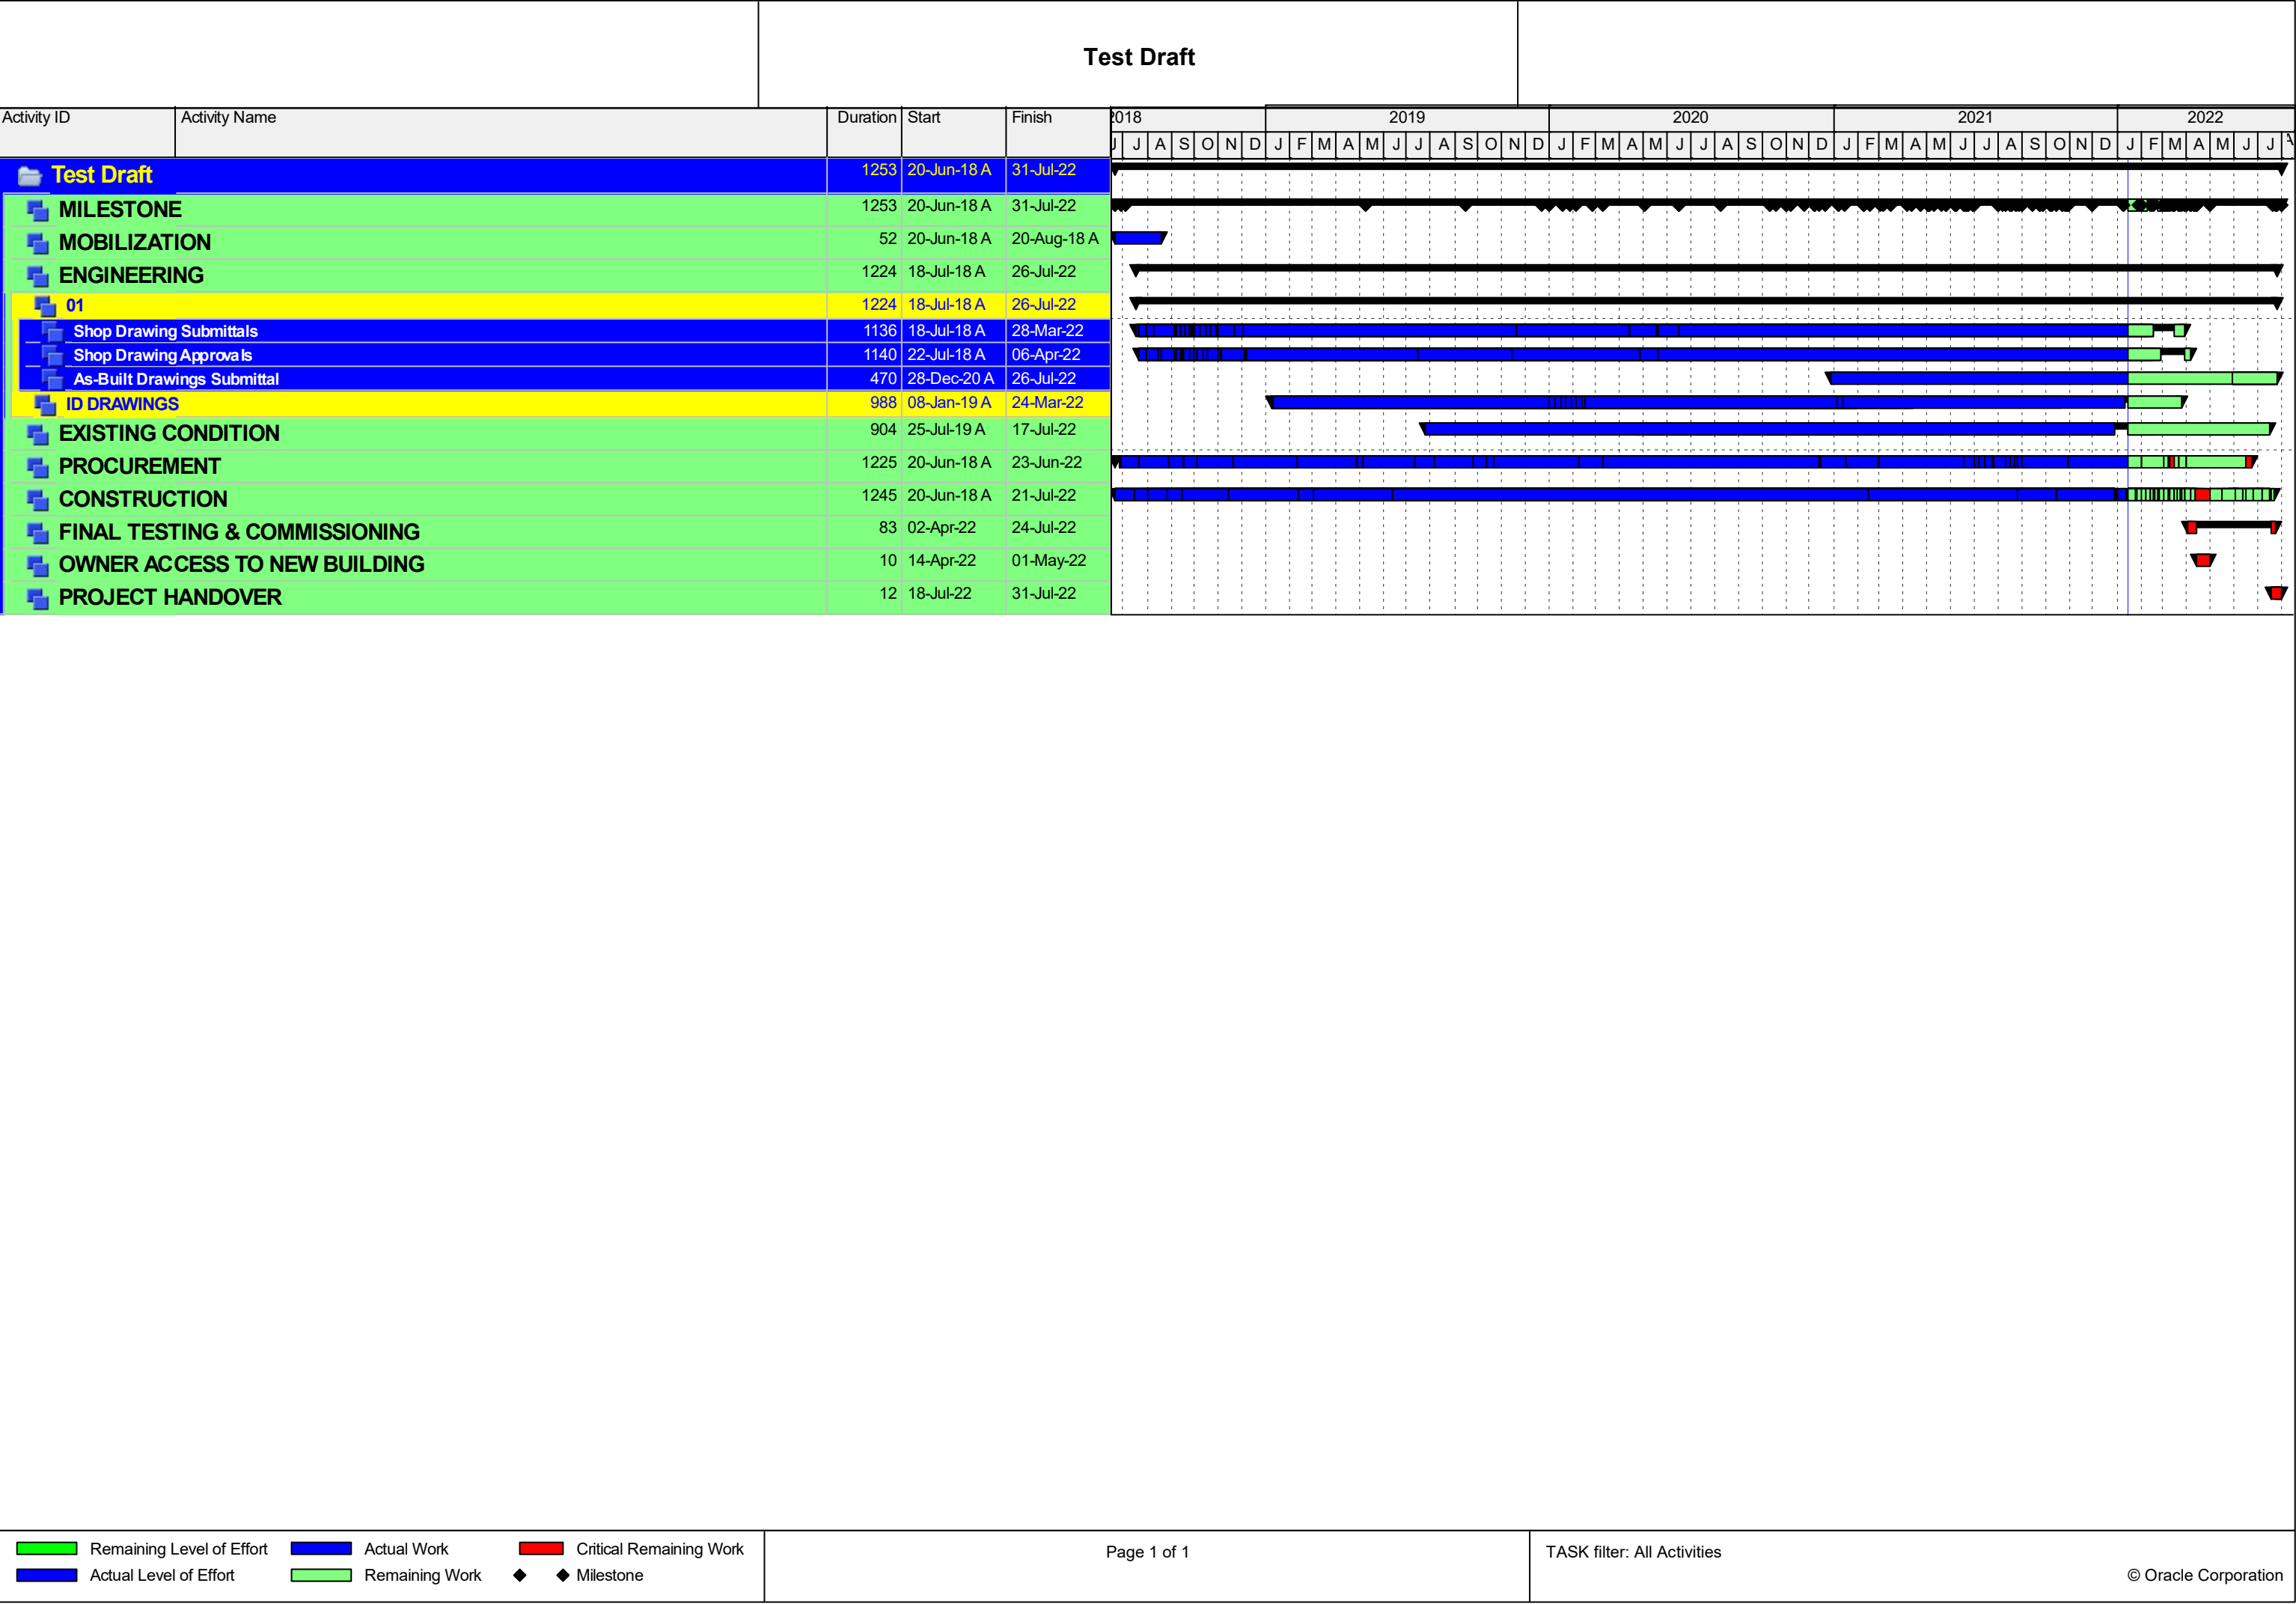 Test Draft
Activity ID Activity Name Duration Start Finish 2018 2019 2020 2021 2022
J J A S O N D J F M A M J J A S O N D J F M A M J J A S O N D J F M A M J J A S O N D J F M A M J J A
Test Draft 1253 20-Jun-18 A 31-Jul-22
MILESTONE 1253 20-Jun-18 A 31-Jul-22
MOBILIZATION 52 20-Jun-18 A 20-Aug-18 A
ENGINEERING 1224 18-Jul-18 A 26-Jul-22
01 1224 18-Jul-18 A 26-Jul-22
Shop Drawing Submittals 1136 18-Jul-18 A 28-Mar-22
Shop Drawing Approvals 1140 22-Jul-18 A 06-Apr-22
As-Built Drawings Submittal 470 28-Dec-20 A 26-Jul-22
ID DRAWINGS 988 08-Jan-19 A 24-Mar-22
EXISTING CONDITION 904 25-Jul-19 A 17-Jul-22
PROCUREMENT 1225 20-Jun-18 A 23-Jun-22
CONSTRUCTION 1245 20-Jun-18 A 21-Jul-22
FINAL TESTING & COMMISSIONING 83 02-Apr-22 24-Jul-22
OWNER ACCESS TO NEW BUILDING 10 14-Apr-22 01-May-22
PROJECT HANDOVER 12 18-Jul-22 31-Jul-22
Remaining Level of Effort Actual Work Critical Remaining Work
Actual Level of Effort Remaining Work Milestone
Page 1 of 1
TASK filter: All Activities
© Oracle Corporation